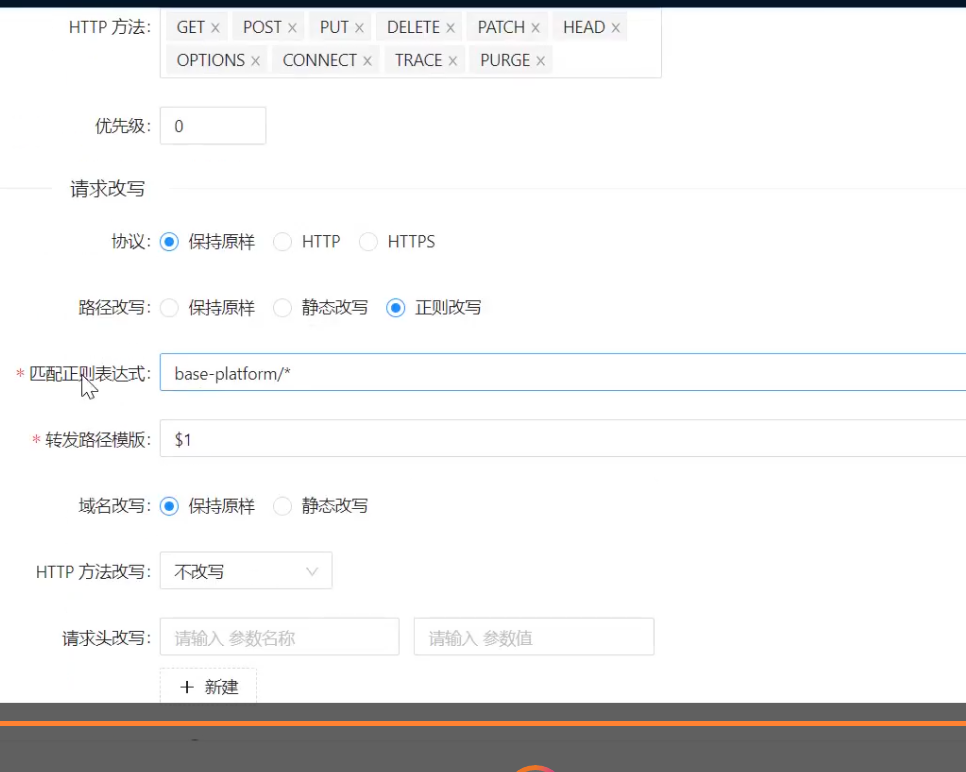 HTTP 方法: GET × POST × PUT × DELETE × PATCH × HEAD ×
OPTIONS × CONNECT × TRACE × PURGE ×
优先级: 0
请求改写
协议: 保持原样 HTTP HTTPS
路径改写: 保持原样 静态改写 正则改写
* 匹配正则表达式: base-platform/*
* 转发路径模版: $1
域名改写: 保持原样 静态改写
HTTP 方法改写: 不改写
请求头改写: 请输入 参数名称 请输入 参数值
+ 新建